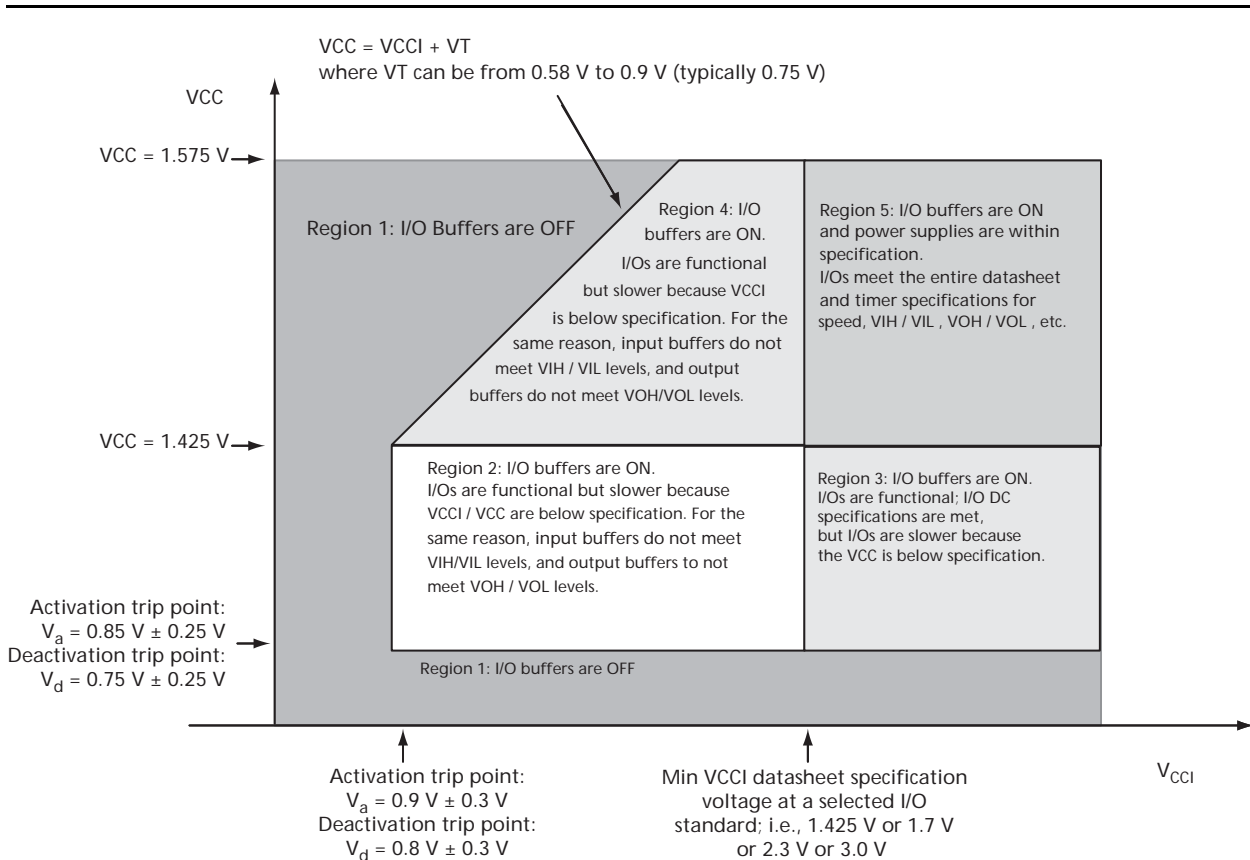 VCC = VCCI + VT
where VT can be from 0.58 V to 0.9 V (typically 0.75 V)
VCC
VCC = 1.575 V
Region 1: I/O Buffers are OFF
Region 4: I/O
buffers are ON.
I/Os are functional
but slower because VCCI
is below specification. For the
same reason, input buffers do not
meet VIH / VIL levels, and output
buffers do not meet VOH/VOL levels.
Region 5: I/O buffers are ON
and power supplies are within
specification.
I/Os meet the entire datasheet
and timer specifications for
speed, VIH / VIL , VOH / VOL , etc.
VCC = 1.425 V
Region 2: I/O buffers are ON.
I/Os are functional but slower because
VCCI / VCC are below specification. For the
same reason, input buffers do not meet
VIH/VIL levels, and output buffers to not
meet VOH / VOL levels.
Region 3: I/O buffers are ON.
I/Os are functional; I/O DC
specifications are met,
but I/Os are slower because
the VCC is below specification.
Activation trip point:
Va = 0.85 V ± 0.25 V
Deactivation trip point:
Vd = 0.75 V ± 0.25 V
Region 1: I/O buffers are OFF
Activation trip point:
Va = 0.9 V ± 0.3 V
Deactivation trip point:
Vd = 0.8 V ± 0.3 V
Min VCCI datasheet specification
voltage at a selected I/O
standard; i.e., 1.425 V or 1.7 V
or 2.3 V or 3.0 V
VCCI